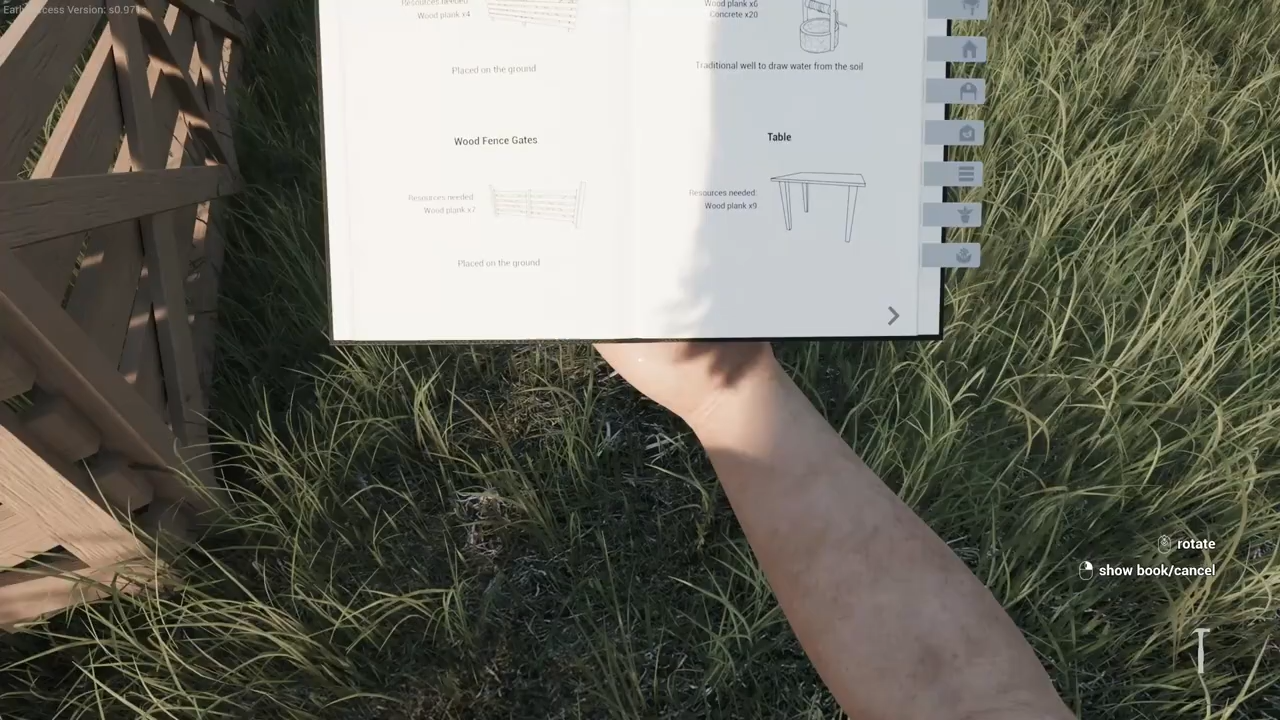 Early Access Version: s0.971s
Resources needed:
Wood plank x4
Placed on the ground
Wood Fence Gates
Resources needed:
Wood plank x7
Placed on the ground
Wood plank x6
Concrete x20
Traditional well to draw water from the soil
Table
Resources needed:
Wood plank x9
rotate
show book/cancel